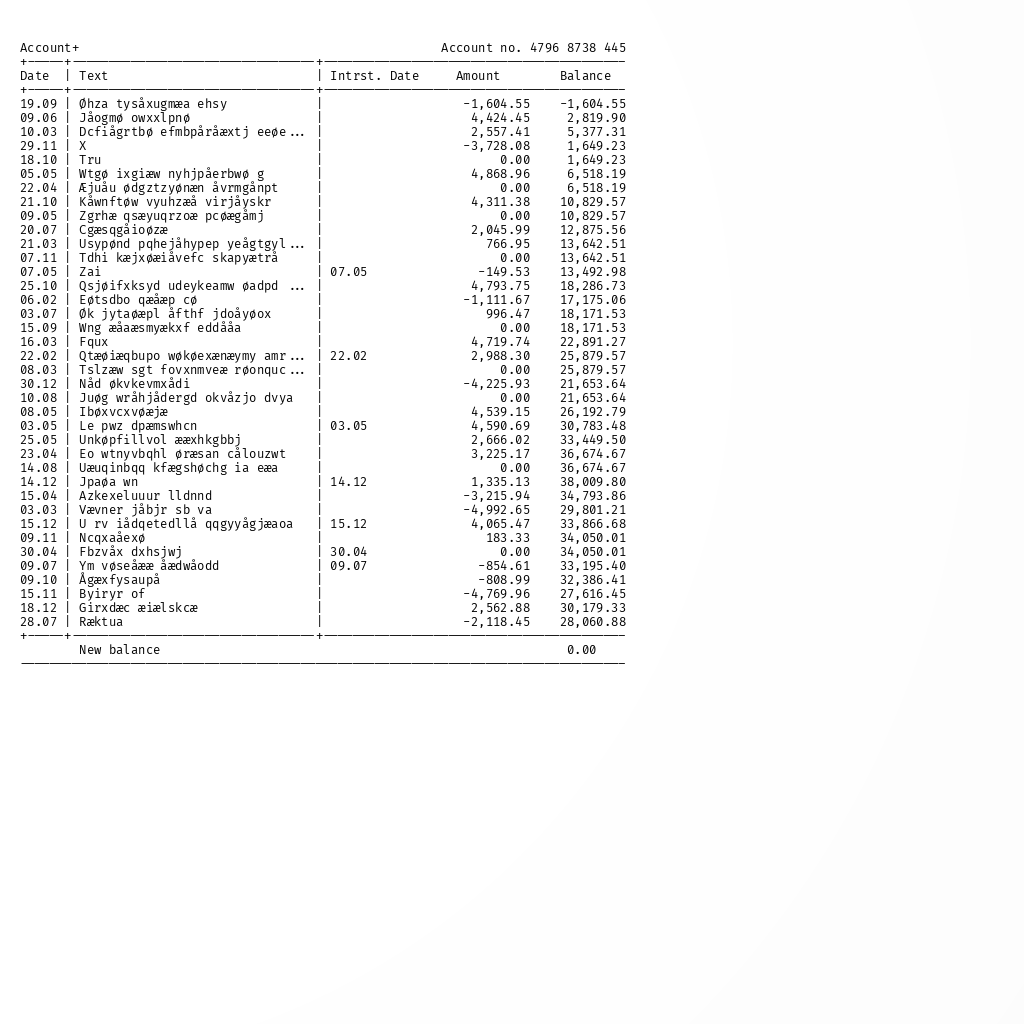 Account+ Account no. 4796 8738 445
Date | Text | Intrst. Date Amount Balance
19.09 | Øhza tysåxugmæa ehsy | -1,604.55 -1,604.55
09.06 | Jåogmø owxxlpnø | 4,424.45 2,819.90
10.03 | Dcfiågrtbø efmbpåråæxtj eeøe... | 2,557.41 5,377.31
29.11 | X | -3,728.08 1,649.23
18.10 | Tru | 0.00 1,649.23
05.05 | Wtgø ixgiæw nyhjpåerbwø g | 4,868.96 6,518.19
22.04 | Æjuåu ødgztzyønæn åvrmgånpt | 0.00 6,518.19
21.10 | Kåwnftøw vyuhzæå virjåyskr | 4,311.38 10,829.57
09.05 | Zgrhæ qsæyuqrzoæ pcøægåmj | 0.00 10,829.57
20.07 | Cgæsqgåioøzæ | 2,045.99 12,875.56
21.03 | Usypønd pqhejåhypep yeågtgyl... | 766.95 13,642.51
07.11 | Tdhi kæjxøæiåvefc skapyætrå | 0.00 13,642.51
07.05 | Zai | 07.05 -149.53 13,492.98
25.10 | Qsjøifxksyd udeykeamw øadpd ... | 4,793.75 18,286.73
06.02 | Eøtsdbo qæåæp cø | -1,111.67 17,175.06
03.07 | Øk jytaøæpl åfthf jdoåyøox | 996.47 18,171.53
15.09 | Wng æåaæsmyækxf eddååa | 0.00 18,171.53
16.03 | Fqux | 4,719.74 22,891.27
22.02 | Qtæøiæqbupo wøkøexænæymy amr... | 22.02 2,988.30 25,879.57
08.03 | Tslzæw sgt fovxnmveæ røonquc... | 0.00 25,879.57
30.12 | Nåd økvkevmxådi | -4,225.93 21,653.64
10.08 | Juøg wråhjådergd okvåzjo dvya | 0.00 21,653.64
08.05 | Ibøxvcxvøæjæ | 4,539.15 26,192.79
03.05 | Le pwz dpæmswhcn | 03.05 4,590.69 30,783.48
25.05 | Unkøpfillvol ææxhkgbbj | 2,666.02 33,449.50
23.04 | Eo wtnyvbqhl øræsan cålouzwt | 3,225.17 36,674.67
14.08 | Uæuqinbqq kfægshøchg ia eæa | 0.00 36,674.67
14.12 | Jpaøa wn | 14.12 1,335.13 38,009.80
15.04 | Azkexeluuur lldnnd | -3,215.94 34,793.86
03.03 | Vævner jåbjr sb va | -4,992.65 29,801.21
15.12 | U rv iådqetedllå qqgyyågjæaoa | 15.12 4,065.47 33,866.68
09.11 | Ncqxaåexø | 183.33 34,050.01
30.04 | Fbzvåx dxhsjwj | 30.04 0.00 34,050.01
09.07 | Ym vøseåææ åædwåodd | 09.07 -854.61 33,195.40
09.10 | Ågæxfysaupå | -808.99 32,386.41
15.11 | Byiryr of | -4,769.96 27,616.45
18.12 | Girxdæc æiælskcæ | 2,562.88 30,179.33
28.07 | Ræktua | -2,118.45 28,060.88
New balance 0.00